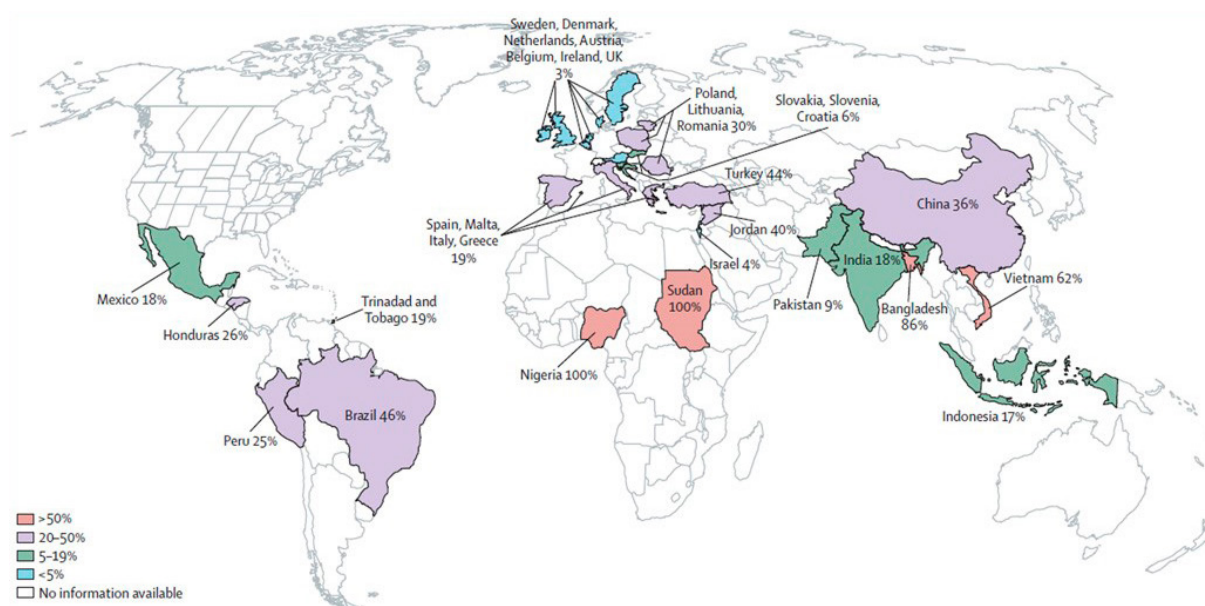 Sweden, Denmark,
Netherlands, Austria,
Belgium, Ireland, UK
3%
Poland,
Lithuania,
Romania 30%
Slovakia, Slovenia,
Croatia 6%
Turkey 44%
China 36%
Spain, Malta,
Italy, Greece
19%
Jordan 40%
Israel 4%
India 18%
Vietnam 62%
Mexico 18%
Trinadad and
Tobago 19%
Honduras 26%
Sudan
100%
Pakistan 9%
Bangladesh
86%
Nigeria 100%
Indonesia 17%
Brazil 46%
Peru 25%
>50%
20–50%
5–19%
<5%
No information available